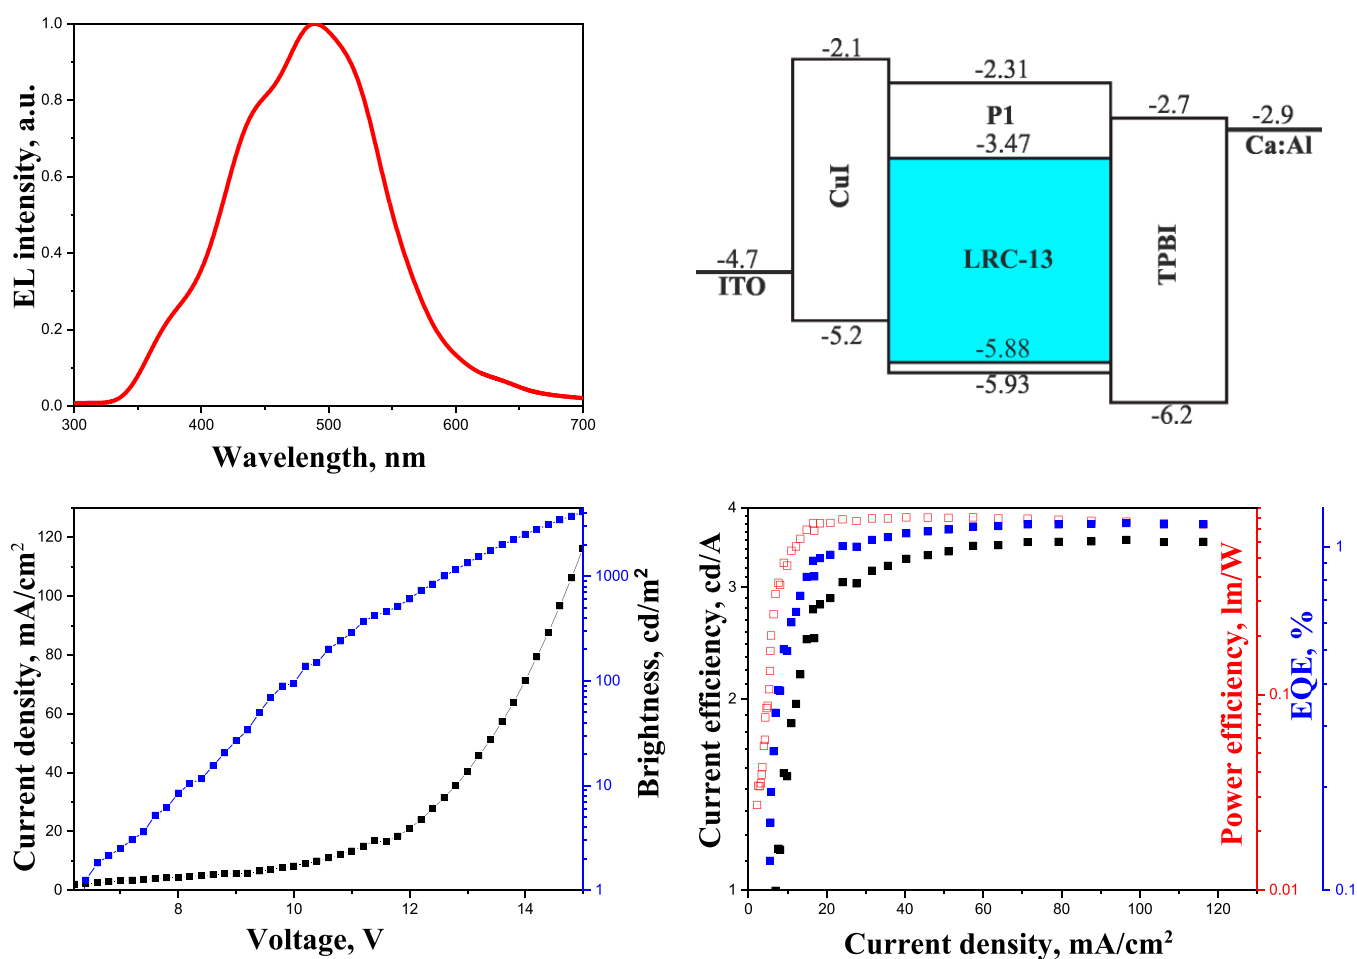 EL intensity, a.u.
1.0
0.8
0.6
0.4
0.2
0.0
300 400 500 600 700
Wavelength, nm
-2.1
-2.31
P1
-2.7
-2.9
Ca:Al
-3.47
CuI
LRC-13
TPBI
-4.7
ITO
-5.2
-5.88
-5.93
-6.2
Current density, mA/cm²
120
100
80
60
40
20
0
8 10 12 14
Voltage, V
1000
100
10
1
Brightness, cd/m²
Current efficiency, cd/A
4
3
2
1
0 20 40 60 80 100 120
Current density, mA/cm²
0.1
0.01
Power efficiency, lm/W
1
0.1
EQE, %